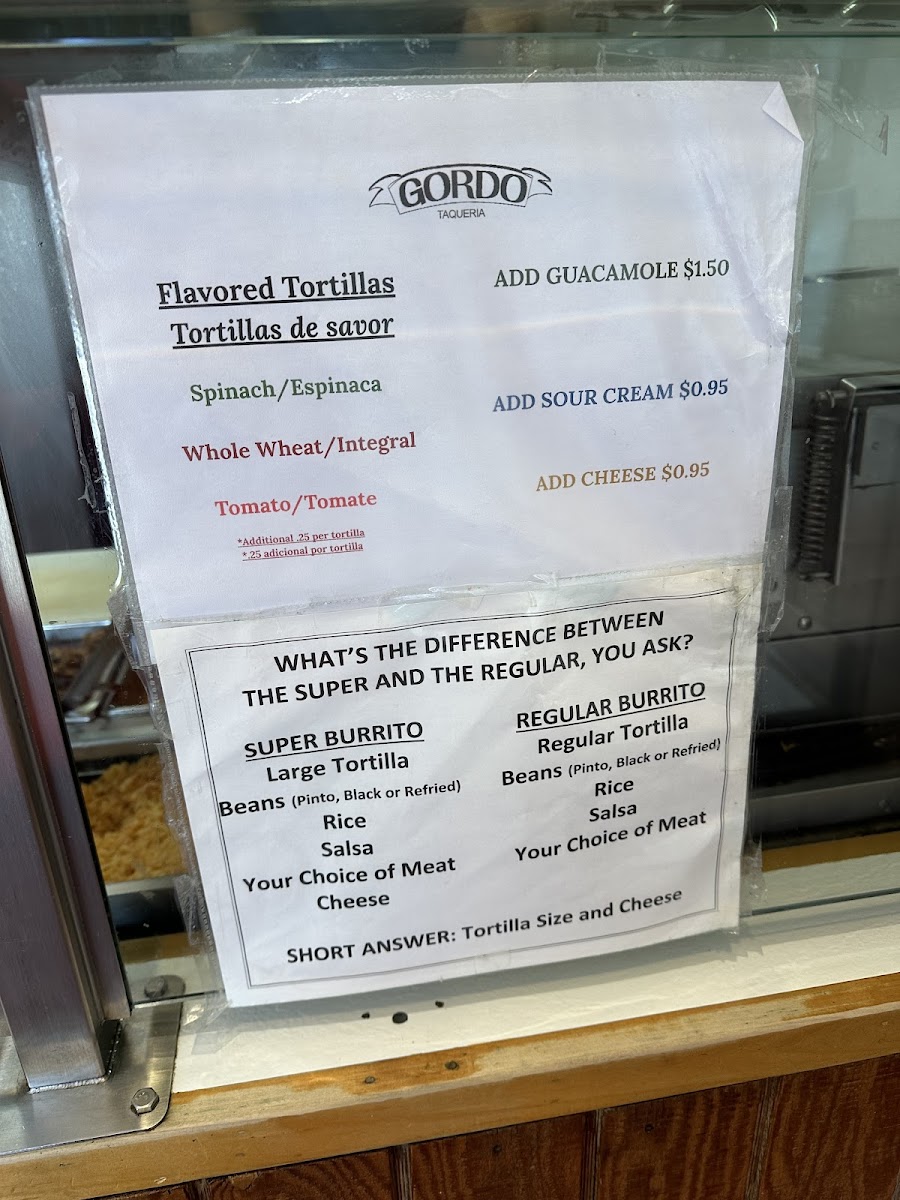 GORDO
TAQUERIA
Flavored Tortillas
Tortillas de savor
Spinach/Espinaca
Whole Wheat/Integral
Tomato/Tomate
*Additional .25 per tortilla
*.25 adicional por tortilla
ADD GUACAMOLE $1.50
ADD SOUR CREAM $0.95
ADD CHEESE $0.95
WHAT'S THE DIFFERENCE BETWEEN
THE SUPER AND THE REGULAR, YOU ASK?
SUPER BURRITO
Large Tortilla
Beans (Pinto, Black or Refried)
Rice
Salsa
Your Choice of Meat
Cheese
REGULAR BURRITO
Regular Tortilla
Beans (Pinto, Black or Refried)
Rice
Salsa
Your Choice of Meat
SHORT ANSWER: Tortilla Size and Cheese